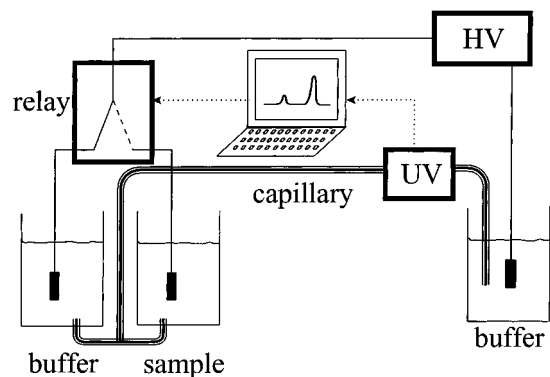 HV
relay
UV
capillary
buffer
sample
buffer